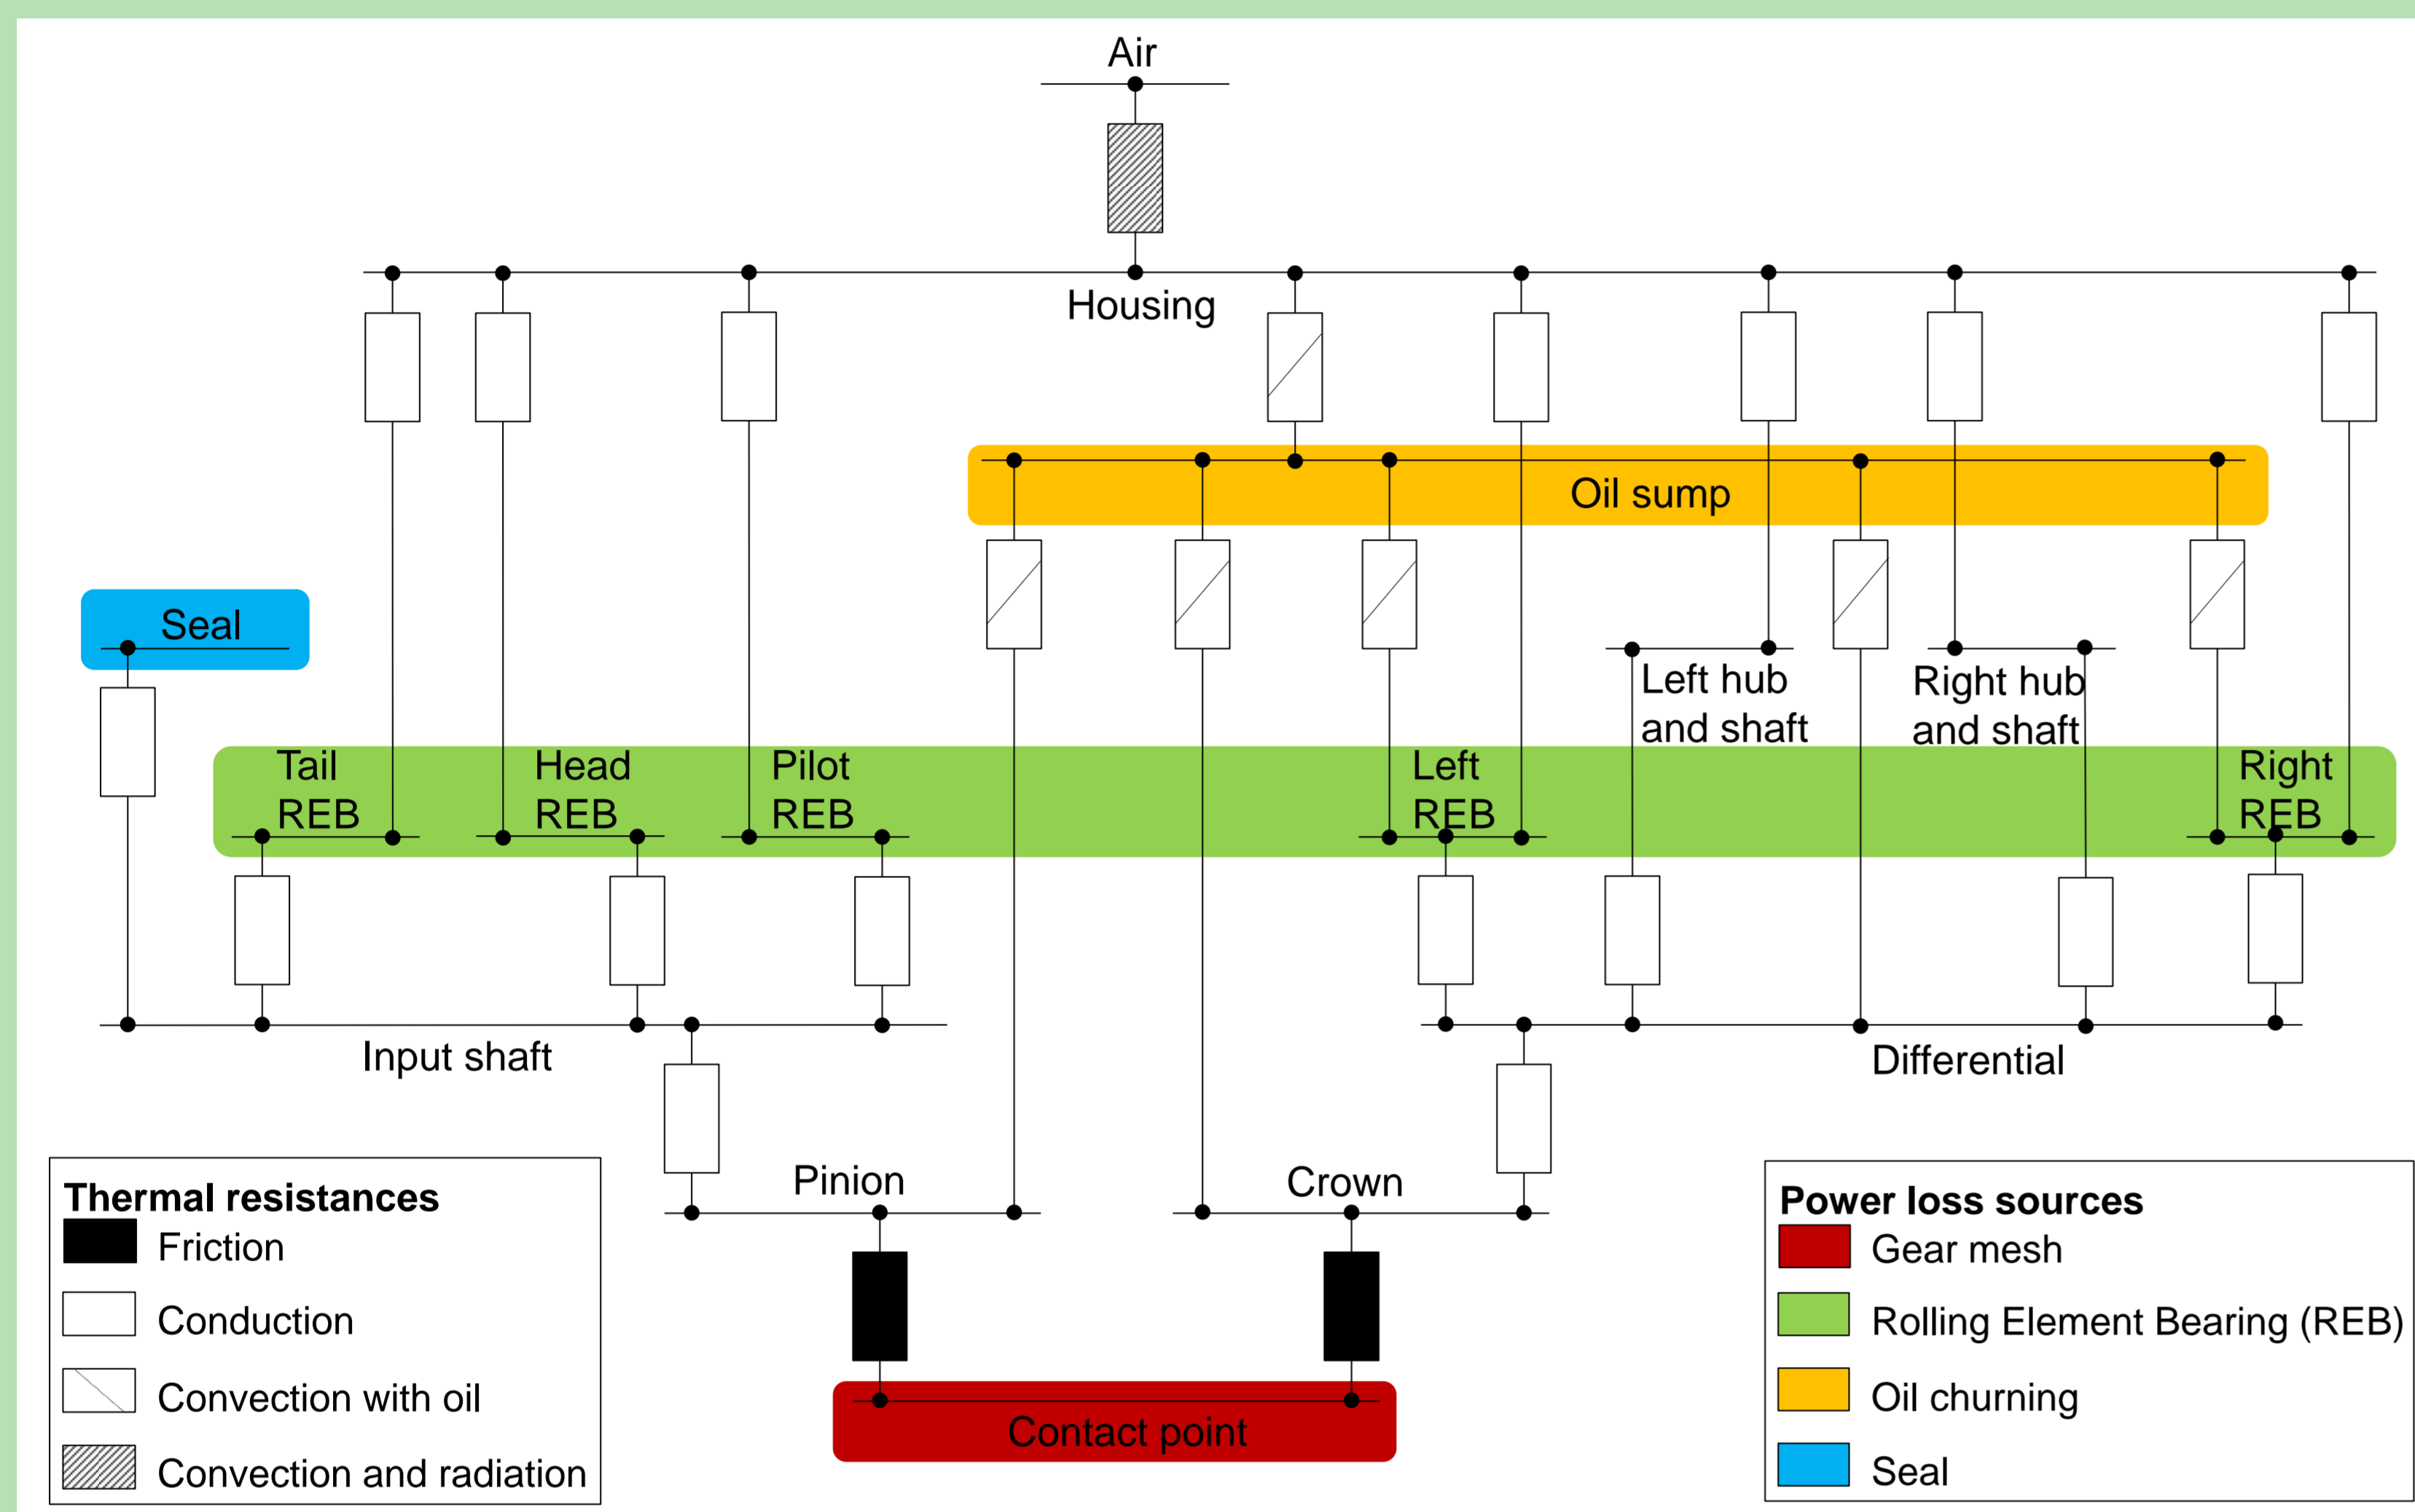 Air
Housing
Oil sump
Seal
Left hub
and shaft
Right hub
and shaft
Tail
REB
Head
REB
Pilot
REB
Left
REB
Right
REB
Input shaft
Differential
Pinion
Crown
Contact point
Thermal resistances
Friction
Conduction
Convection with oil
Convection and radiation
Power loss sources
Gear mesh
Rolling Element Bearing (REB)
Oil churning
Seal